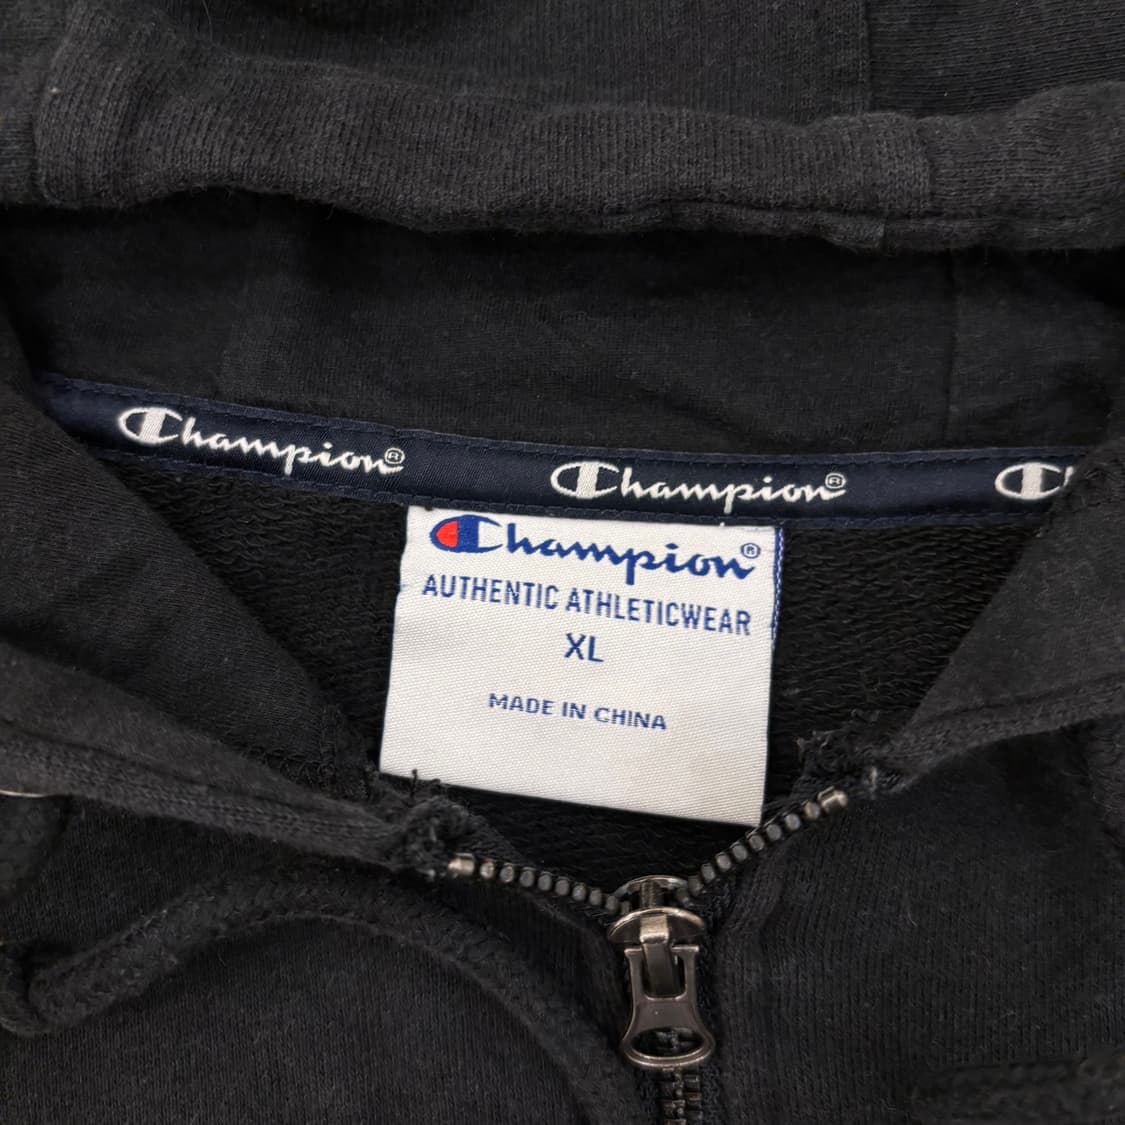 Champion®
Champion®
C
Champion®
AUTHENTIC ATHLETICWEAR
XL
MADE IN CHINA